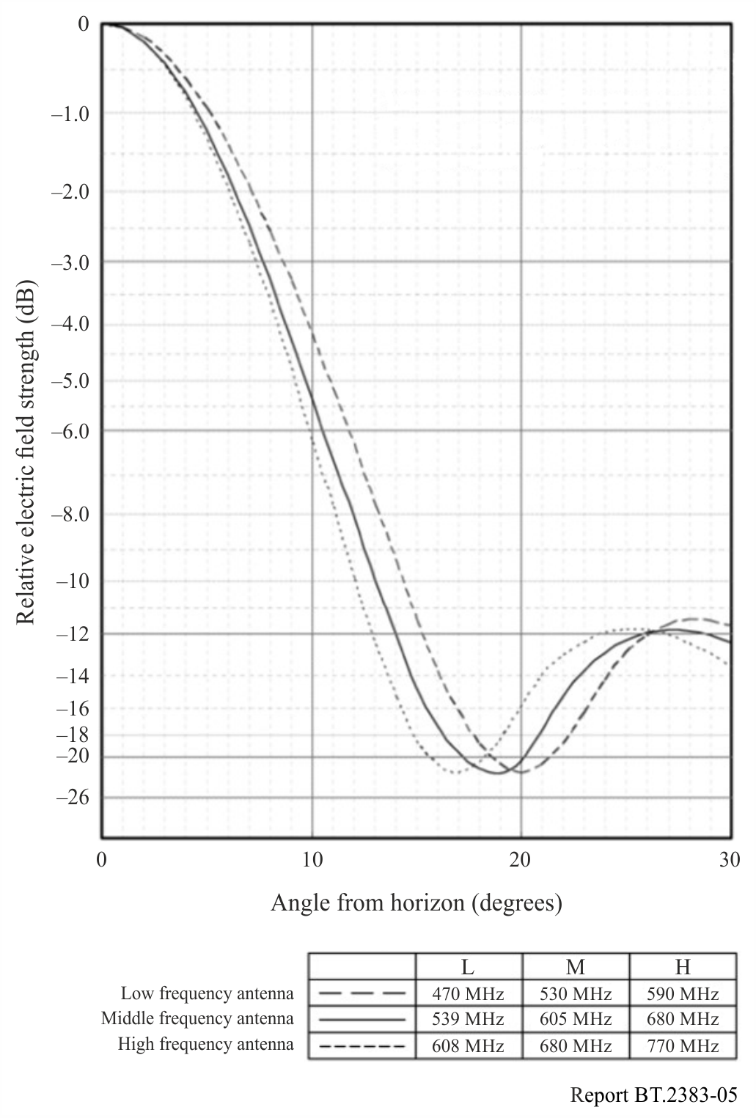 0
–1.0
–2.0
–3.0
–4.0
–5.0
–6.0
–8.0
–10
–12
–14
–16
–18
–20
–26
Relative electric field strength (dB)
0 10 20 30
Angle from horizon (degrees)
L M H
Low frequency antenna 470 MHz 530 MHz 590 MHz
Middle frequency antenna 539 MHz 605 MHz 680 MHz
High frequency antenna 608 MHz 680 MHz 770 MHz
Report BT.2383-05